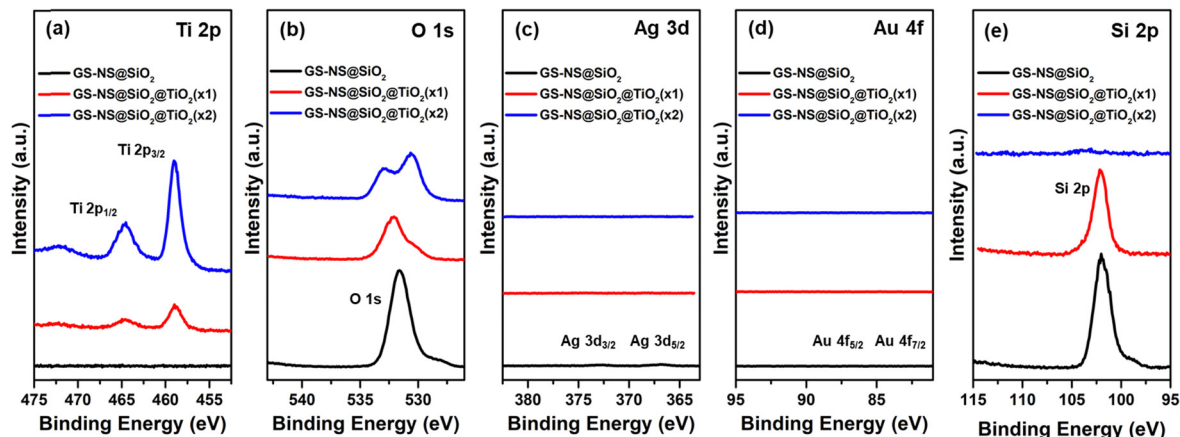 (a) Ti 2p
GS-NS@SiO₂
GS-NS@SiO₂@TiO₂(x1)
GS-NS@SiO₂@TiO₂(x2)
Ti 2p₃/₂
Ti 2p₁/₂
Intensity (a.u.)
475 470 465 460 455
Binding Energy (eV)
(b) O 1s
GS-NS@SiO₂
GS-NS@SiO₂@TiO₂(x1)
GS-NS@SiO₂@TiO₂(x2)
O 1s
Intensity (a.u.)
540 535 530
Binding Energy (eV)
(c) Ag 3d
GS-NS@SiO₂
GS-NS@SiO₂@TiO₂(x1)
GS-NS@SiO₂@TiO₂(x2)
Ag 3d₃/₂ Ag 3d₅/₂
Intensity (a.u.)
380 375 370 365
Binding Energy (eV)
(d) Au 4f
GS-NS@SiO₂
GS-NS@SiO₂@TiO₂(x1)
GS-NS@SiO₂@TiO₂(x2)
Au 4f₅/₂ Au 4f₇/₂
Intensity (a.u.)
95 90 85
Binding Energy (eV)
(e) Si 2p
GS-NS@SiO₂
GS-NS@SiO₂@TiO₂(x1)
GS-NS@SiO₂@TiO₂(x2)
Si 2p
Intensity (a.u.)
115 110 105 100 95
Binding Energy (eV)